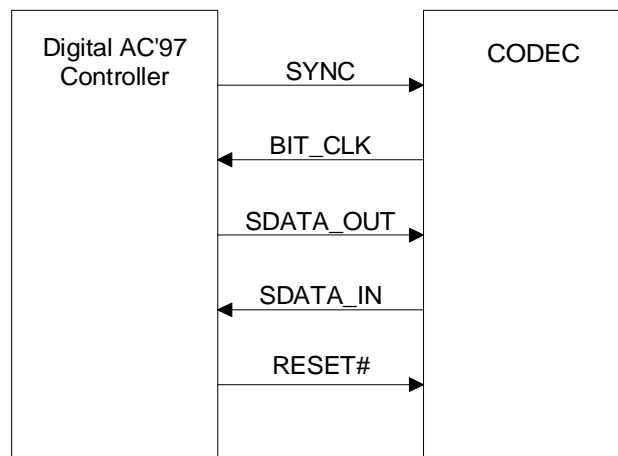 Digital AC'97
Controller
CODEC
SYNC
BIT_CLK
SDATA_OUT
SDATA_IN
RESET#